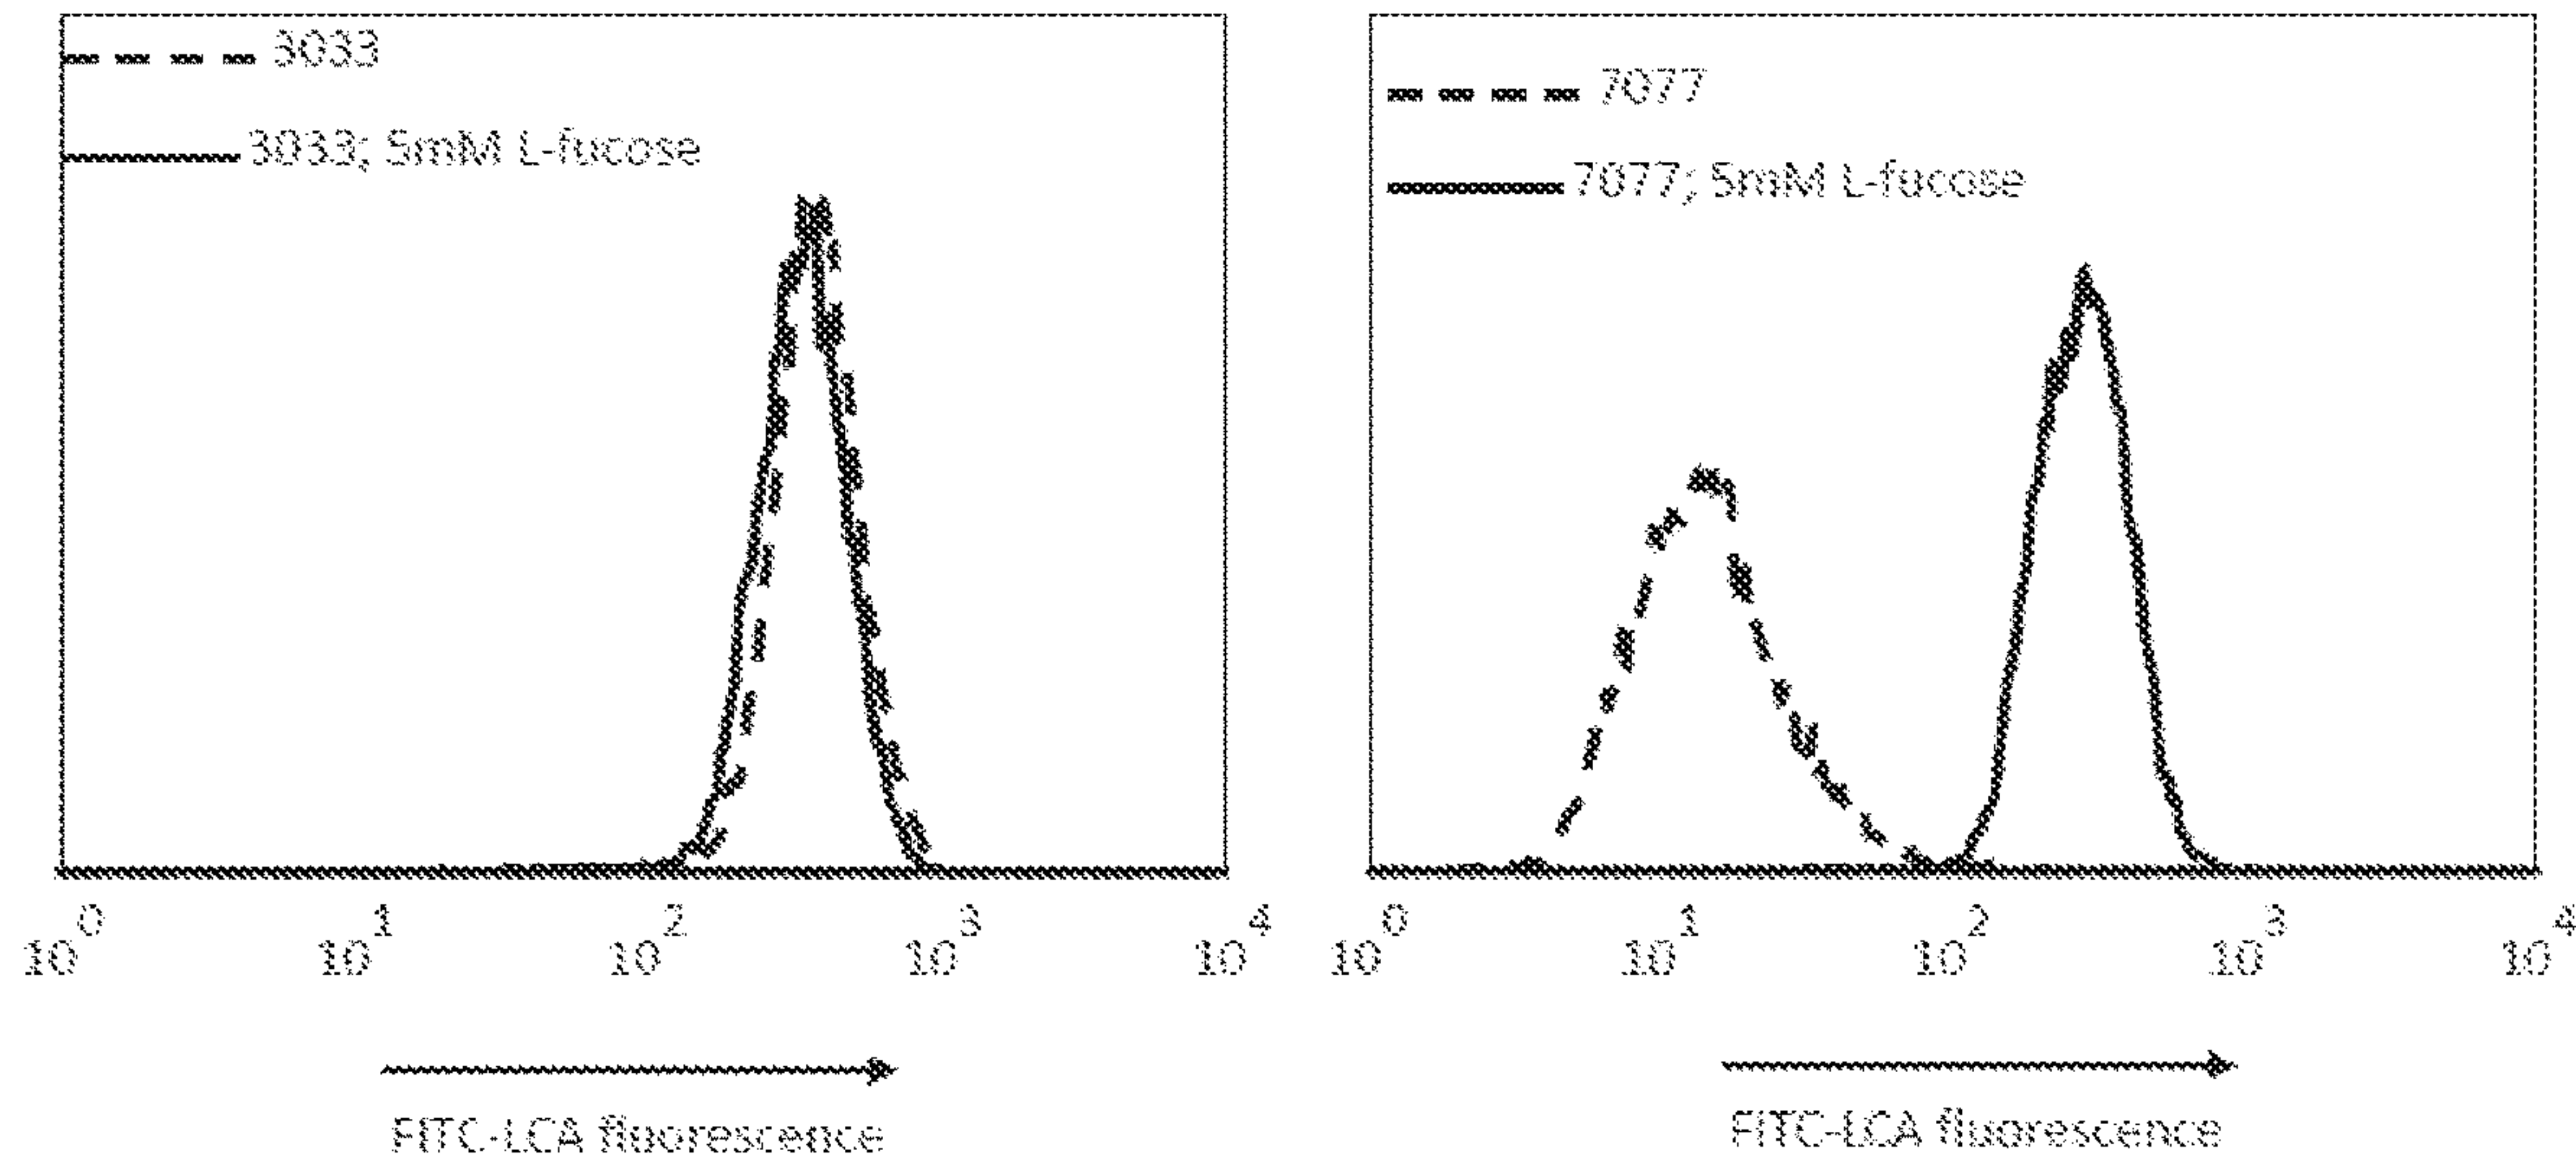 3033
3033; 5mM L-fucose
10^0 10^1 10^2 10^3 10^4
FITC-LCA fluorescence
7077
7077; 5mM L-fucose
10^0 10^1 10^2 10^3 10^4
FITC-LCA fluorescence